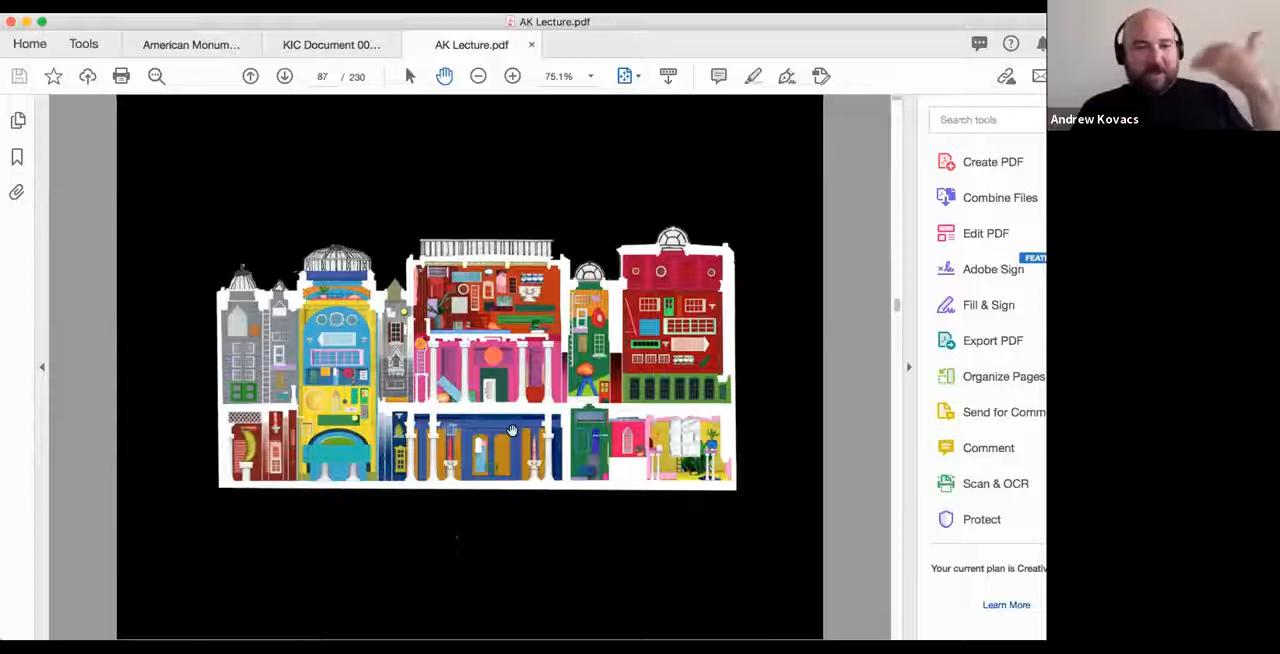 AK Lecture.pdf
Home Tools American Monum... KIC Document 00... AK Lecture.pdf ×
87 / 230 75.1%
Andrew Kovacs
Search tools
Create PDF
Combine Files
Edit PDF
FEAT
Adobe Sign
Fill & Sign
Export PDF
Organize Pages
Send for Comm
Comment
Scan & OCR
Protect
Your current plan is Creativ
Learn More